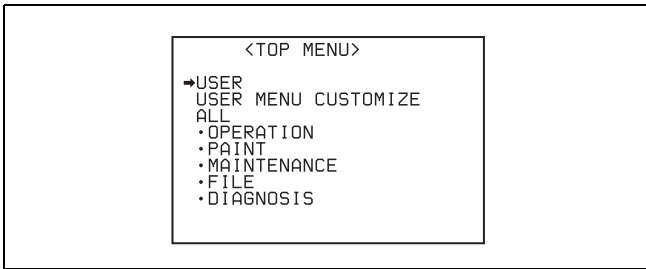 <TOP MENU>
➡USER
USER MENU CUSTOMIZE
ALL
・OPERATION
・PAINT
・MAINTENANCE
・FILE
・DIAGNOSIS